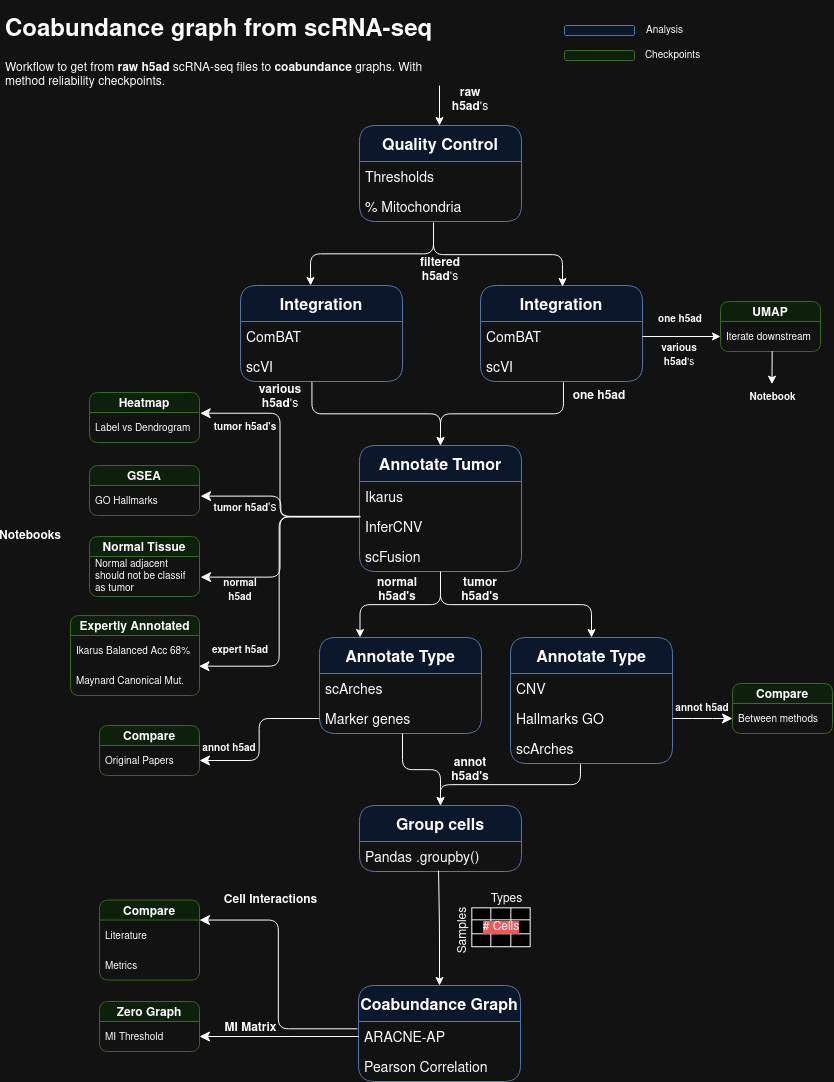 Coabundance graph from scRNA-seq
Analysis
Checkpoints
Workflow to get from raw h5ad scRNA-seq files to coabundance graphs. With
method reliability checkpoints.
raw
h5ad's
Quality Control
Thresholds
% Mitochondria
filtered
h5ad's
Integration
ComBAT
scVI
Integration
ComBAT
scVI
one h5ad
various
h5ad's
UMAP
Iterate downstream
Notebook
various
h5ad's
one h5ad
Heatmap
Label vs Dendrogram
tumor h5ad's
GSEA
GO Hallmarks
tumor h5ad's
Notebooks
Normal Tissue
Normal adjacent
should not be classif
as tumor
normal
h5ad
Expertly Annotated
Ikarus Balanced Acc 68%
Maynard Canonical Mut.
expert h5ad
Annotate Tumor
Ikarus
InferCNV
scFusion
normal
h5ad's
tumor
h5ad's
Annotate Type
scArches
Marker genes
Annotate Type
CNV
Hallmarks GO
scArches
annot h5ad
Compare
Between methods
Compare
Original Papers
annot h5ad
annot
h5ad's
Group cells
Pandas .groupby()
Types
Samples
# Cells
Cell Interactions
Compare
Literature
Metrics
Zero Graph
MI Threshold
MI Matrix
Coabundance Graph
ARACNE-AP
Pearson Correlation